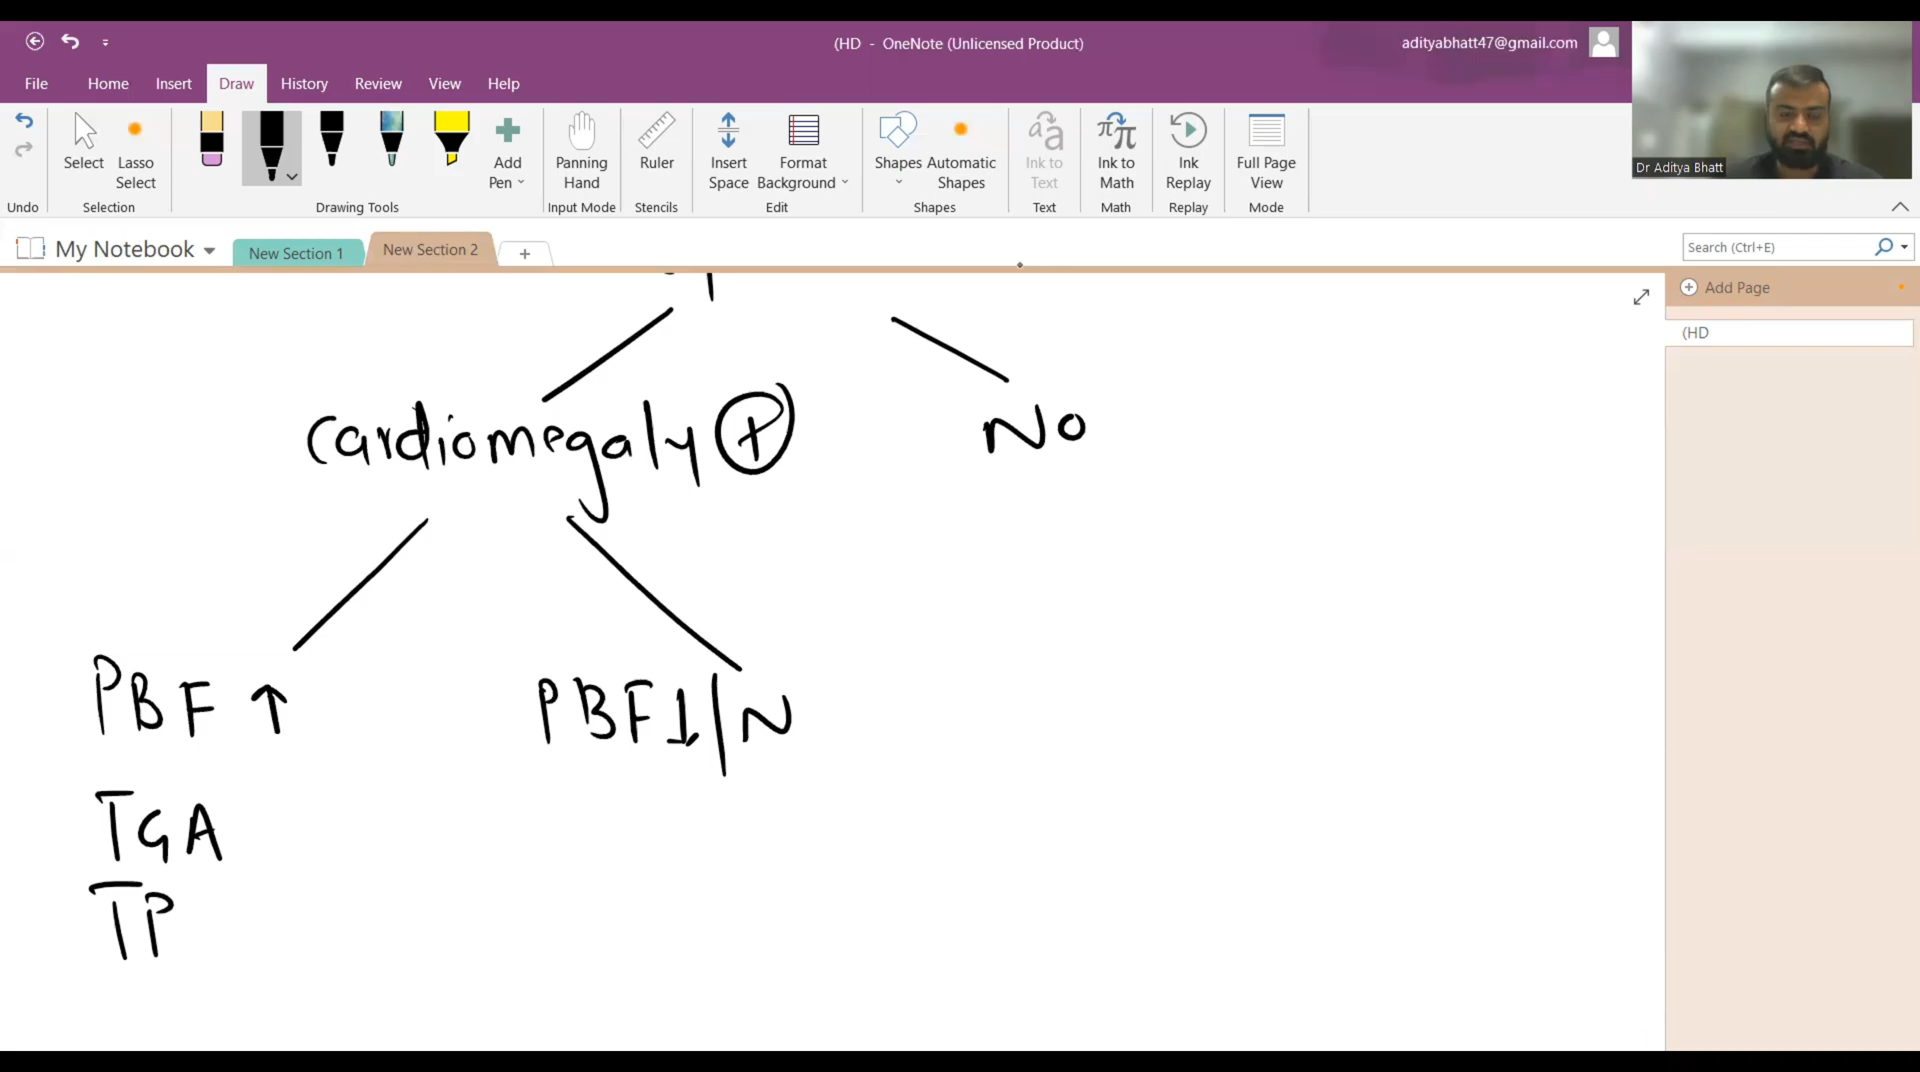 (HD - OneNote (Unlicensed Product)
adityabhatt47@gmail.com
File Home Insert Draw History Review View Help
Select
Lasso Select
Add Pen
Panning Hand
Ruler
Insert Space
Format Background
Shapes
Automatic Shapes
Ink to Text
Ink to Math
Ink Replay
Full Page View
Dr Aditya Bhatt
Undo Selection Drawing Tools Input Mode Stencils Edit Shapes Text Math Replay Mode
My Notebook New Section 1 New Section 2
Search (Ctrl+E)
Add Page
(HD
Cardiomegaly + No
PBF ↑ PBF↓/N
TGA
TP